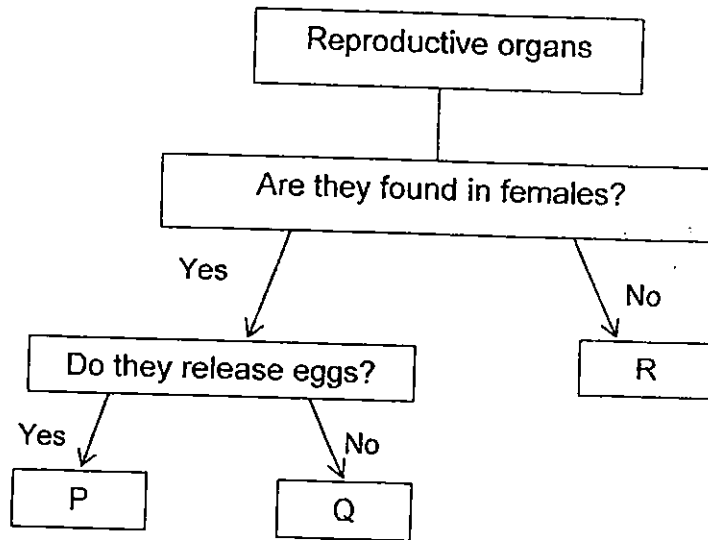 Reproductive organs
Are they found in females?
Yes
No
Do they release eggs?
R
Yes
No
P
Q